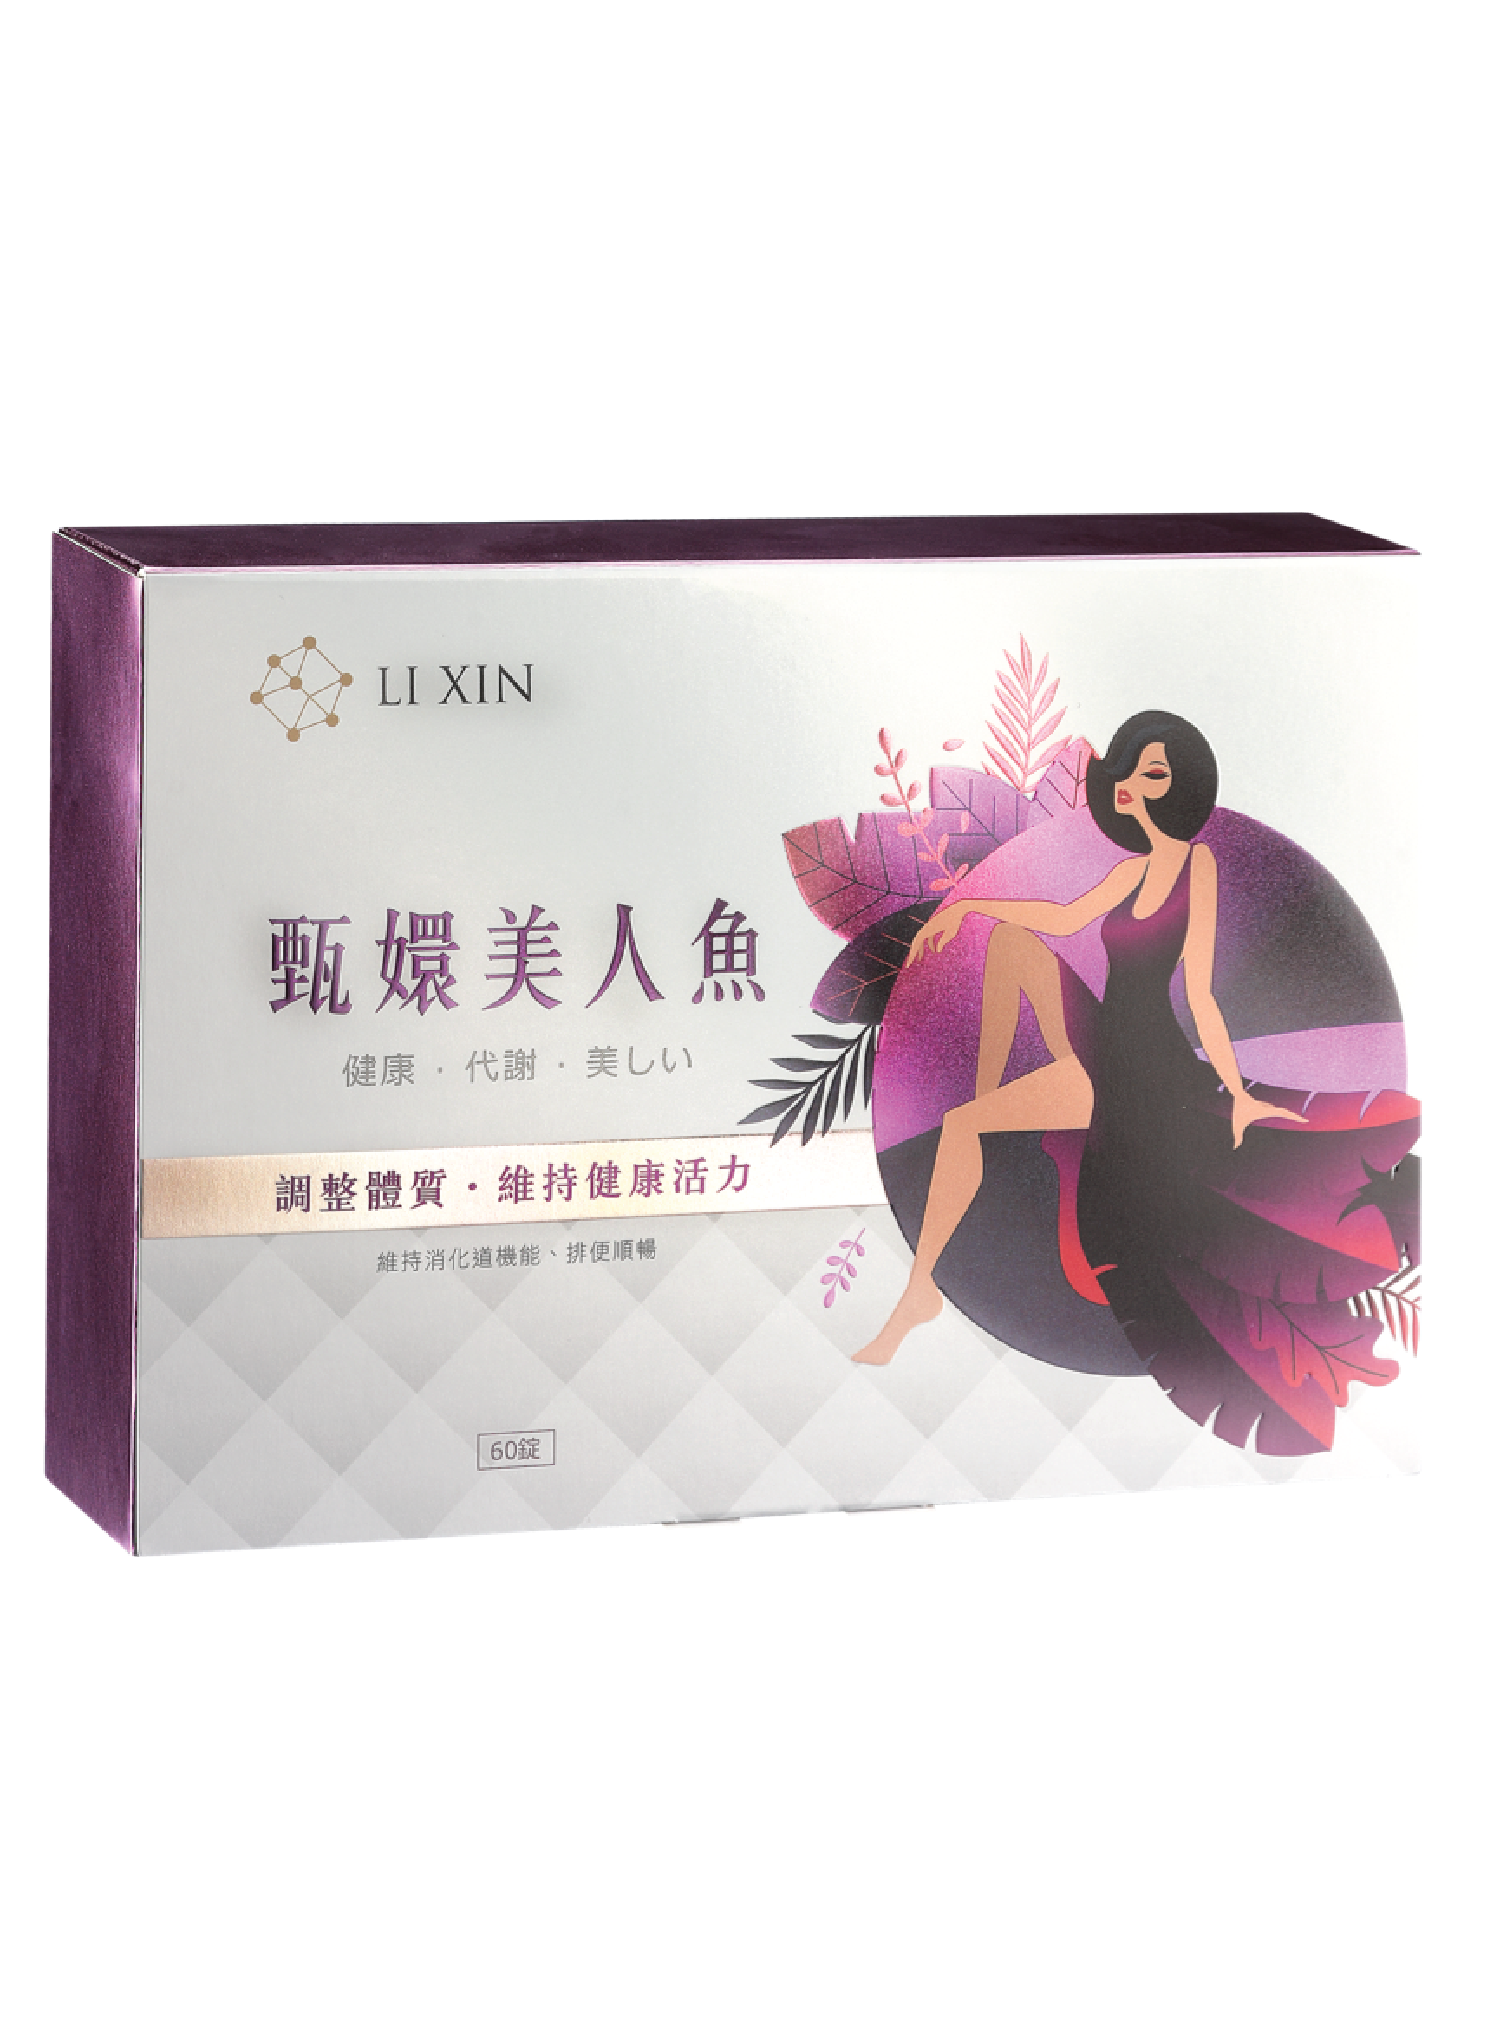 LI XIN
甄嬛美人魚
健康・代謝・美しい
調整體質・維持健康活力
維持消化道機能、排便順暢
60錠